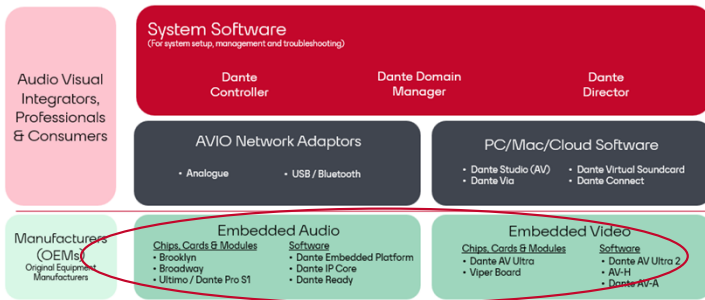 System Software
(For system setup, management and troubleshooting)
Dante
Controller
Dante Domain
Manager
Dante
Director
Audio Visual
Integrators,
Professionals
& Consumers
AVIO Network Adaptors
• Analogue
• USB / Bluetooth
PC/Mac/Cloud Software
• Dante Studio (AV)
• Dante Via
• Dante Virtual Soundcard
• Dante Connect
Manufacturers
(OEMs)
Original Equipment
Manufacturers
Embedded Audio
Chips, Cards & Modules
• Brooklyn
• Broadway
• Ultimo / Dante Pro S1
Software
• Dante Embedded Platform
• Dante IP Core
• Dante Ready
Embedded Video
Chips, Cards & Modules
• Dante AV Ultra
• Viper Board
Software
• Dante AV Ultra 2
• AV-H
• Dante AV-A